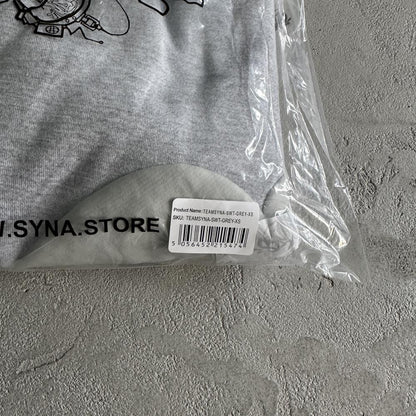 Product Name: TEAMSYNA-SWT-GREY-XS
SKU: TEAMSYNA-SWT-GREY-XS
W.SYNA.STORE
5 056452 215474